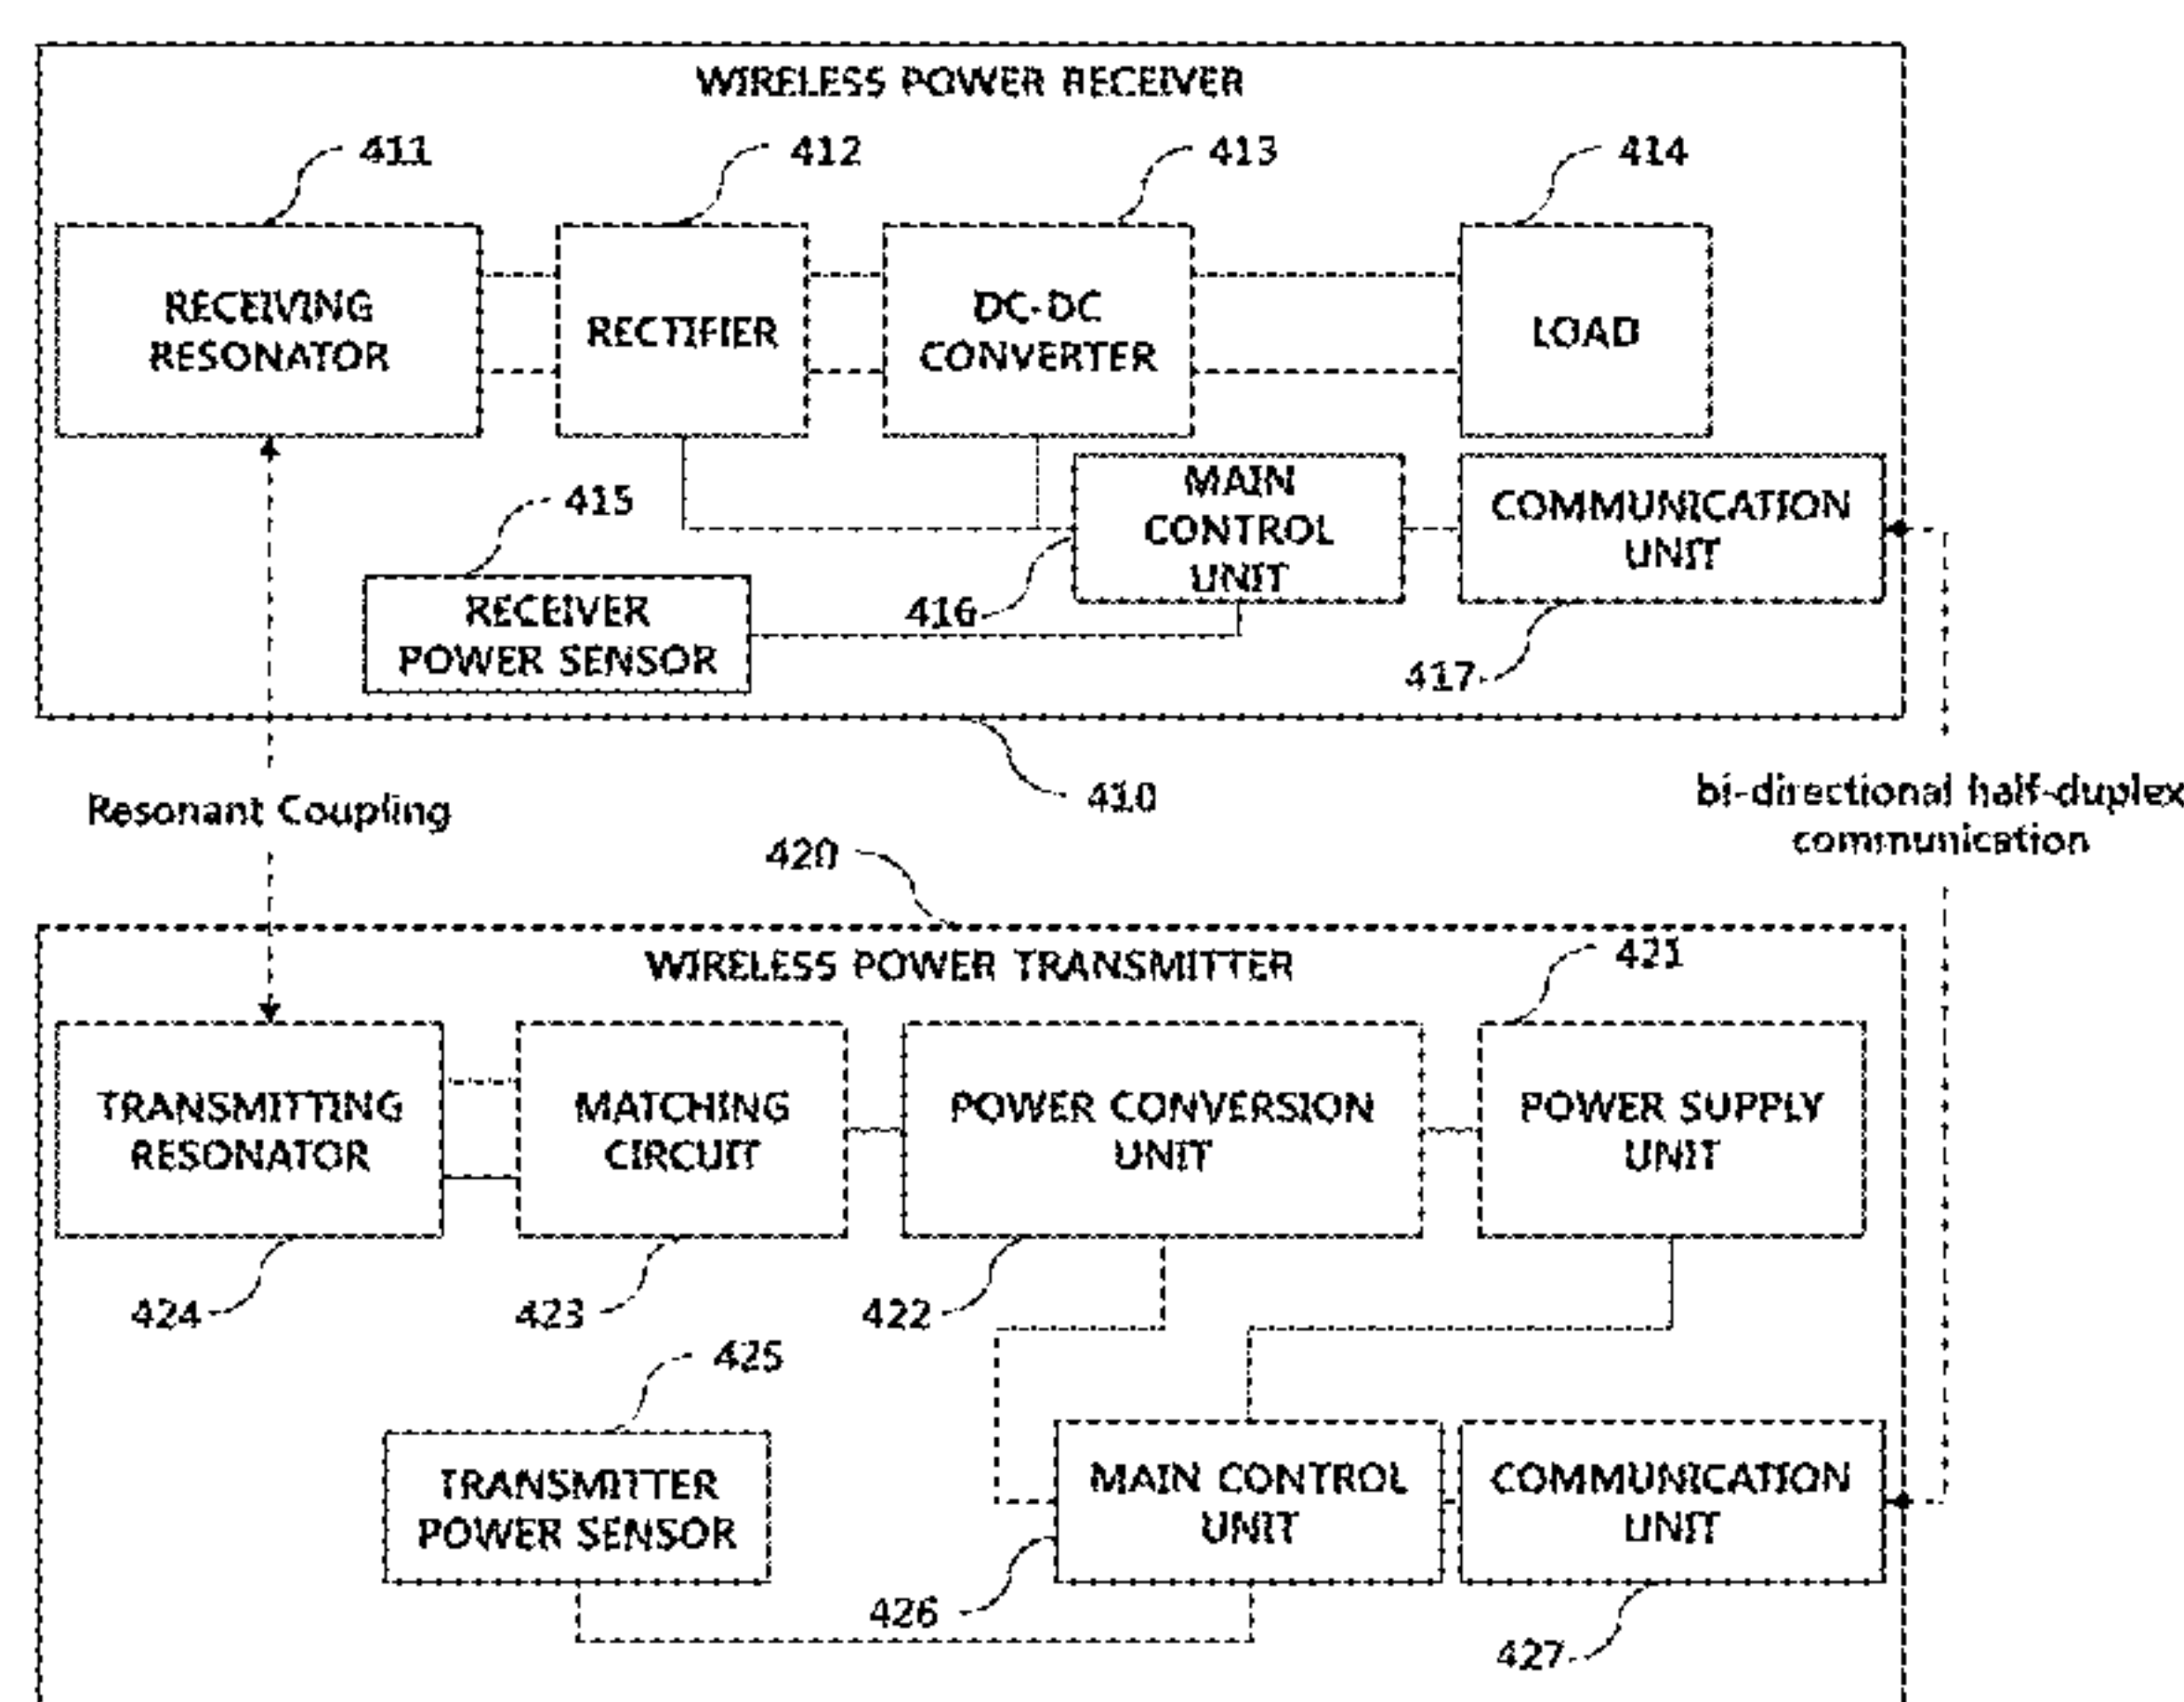 WIRELESS POWER RECEIVER
411
412
413
414
RECEIVING
RESONATOR
RECTIFIER
DC-DC
CONVERTER
LOAD
415
RECEIVER
POWER SENSOR
416
MAIN
CONTROL
UNIT
COMMUNICATION
UNIT
417
410
Resonant Coupling
bi-directional half-duplex
communication
420
WIRELESS POWER TRANSMITTER
421
TRANSMITTING
RESONATOR
MATCHING
CIRCUIT
POWER CONVERSION
UNIT
POWER SUPPLY
UNIT
424
423
422
425
TRANSMITTER
POWER SENSOR
MAIN CONTROL
UNIT
COMMUNICATION
UNIT
426
427